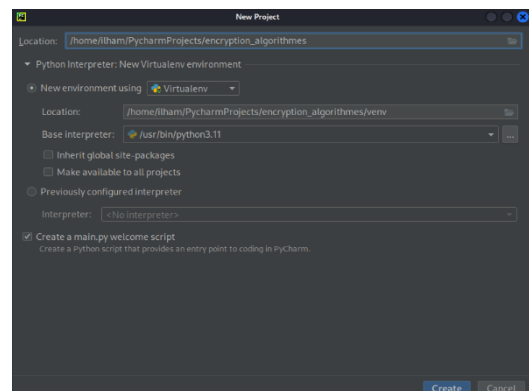 New Project
Location: /home/ilham/PycharmProjects/encryption_algorithmes
Python Interpreter: New Virtualenv environment
New environment using Virtualenv
Location: /home/ilham/PycharmProjects/encryption_algorithmes/venv
Base interpreter: /usr/bin/python3.11 ...
Inherit global site-packages
Make available to all projects
Previously configured interpreter
Interpreter: <No interpreter>
Create a main.py welcome script
Create a Python script that provides an entry point to coding in PyCharm.
Create Cancel